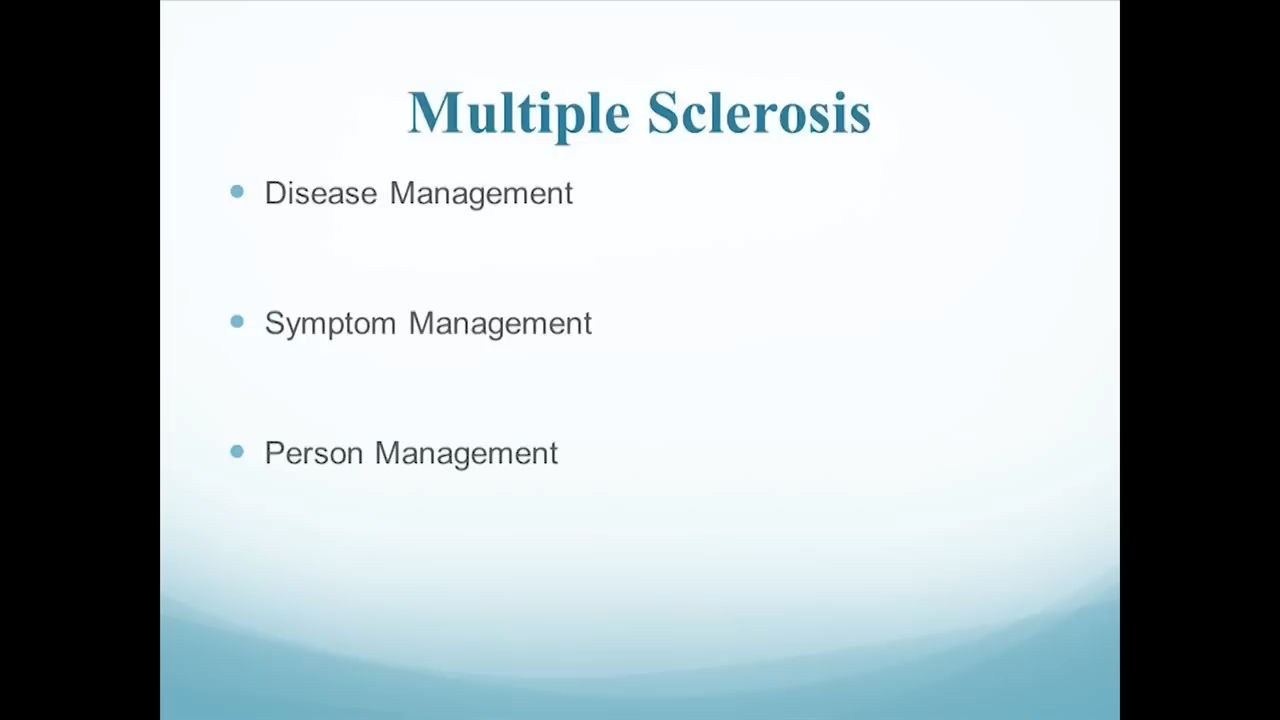 Multiple Sclerosis
Disease Management
Symptom Management
Person Management